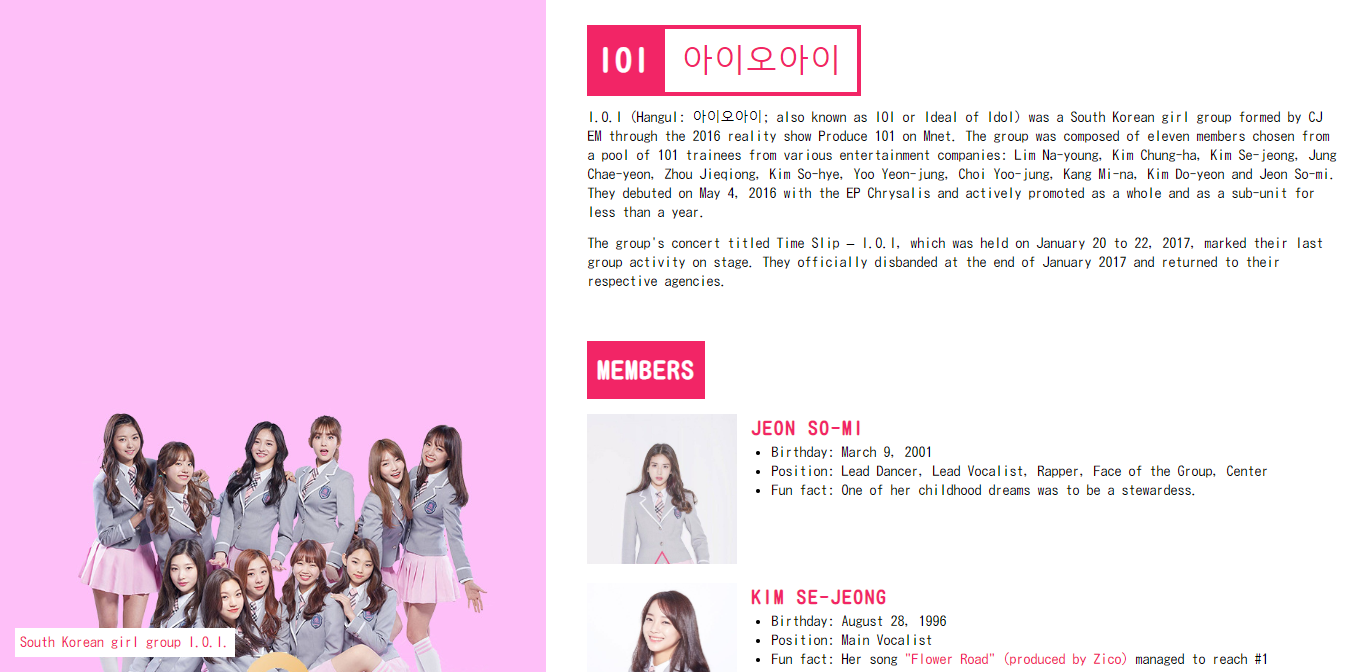 IOI 아이오아이
I.O.I (Hangul: 아이오아이; also known as IOI or Ideal of Idol) was a South Korean girl group formed by CJ
EM through the 2016 reality show Produce 101 on Mnet. The group was composed of eleven members chosen from
a pool of 101 trainees from various entertainment companies: Lim Na-young, Kim Chung-ha, Kim Se-jeong, Jung
Chae-yeon, Zhou Jieqiong, Kim So-hye, Yoo Yeon-jung, Choi Yoo-jung, Kang Mi-na, Kim Do-yeon and Jeon So-mi.
They debuted on May 4, 2016 with the EP Chrysalis and actively promoted as a whole and as a sub-unit for
less than a year.
The group's concert titled Time Slip – I.O.I, which was held on January 20 to 22, 2017, marked their last
group activity on stage. They officially disbanded at the end of January 2017 and returned to their
respective agencies.
MEMBERS
JEON SO-MI
• Birthday: March 9, 2001
• Position: Lead Dancer, Lead Vocalist, Rapper, Face of the Group, Center
• Fun fact: One of her childhood dreams was to be a stewardess.
KIM SE-JEONG
• Birthday: August 28, 1996
• Position: Main Vocalist
• Fun fact: Her song "Flower Road" (produced by Zico) managed to reach #1
South Korean girl group I.O.I.